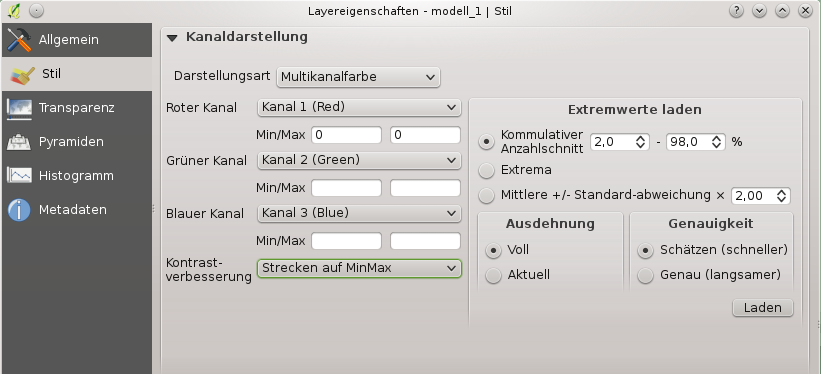 Layereigenschaften - modell_1 | Stil
Allgemein
Stil
Transparenz
Pyramiden
Histogramm
Metadaten
Kanaldarstellung
Darstellungsart Multikanalfarbe
Roter Kanal Kanal 1 (Red)
Min/Max 0 0
Grüner Kanal Kanal 2 (Green)
Min/Max
Blauer Kanal Kanal 3 (Blue)
Min/Max
Kontrast-
verbesserung Strecken auf MinMax
Extremwerte laden
Kommulativer
Anzahlschnitt 2,0 - 98,0 %
Extrema
Mittlere +/- Standard-abweichung × 2,00
Ausdehnung
Voll
Aktuell
Genauigkeit
Schätzen (schneller)
Genau (langsamer)
Laden